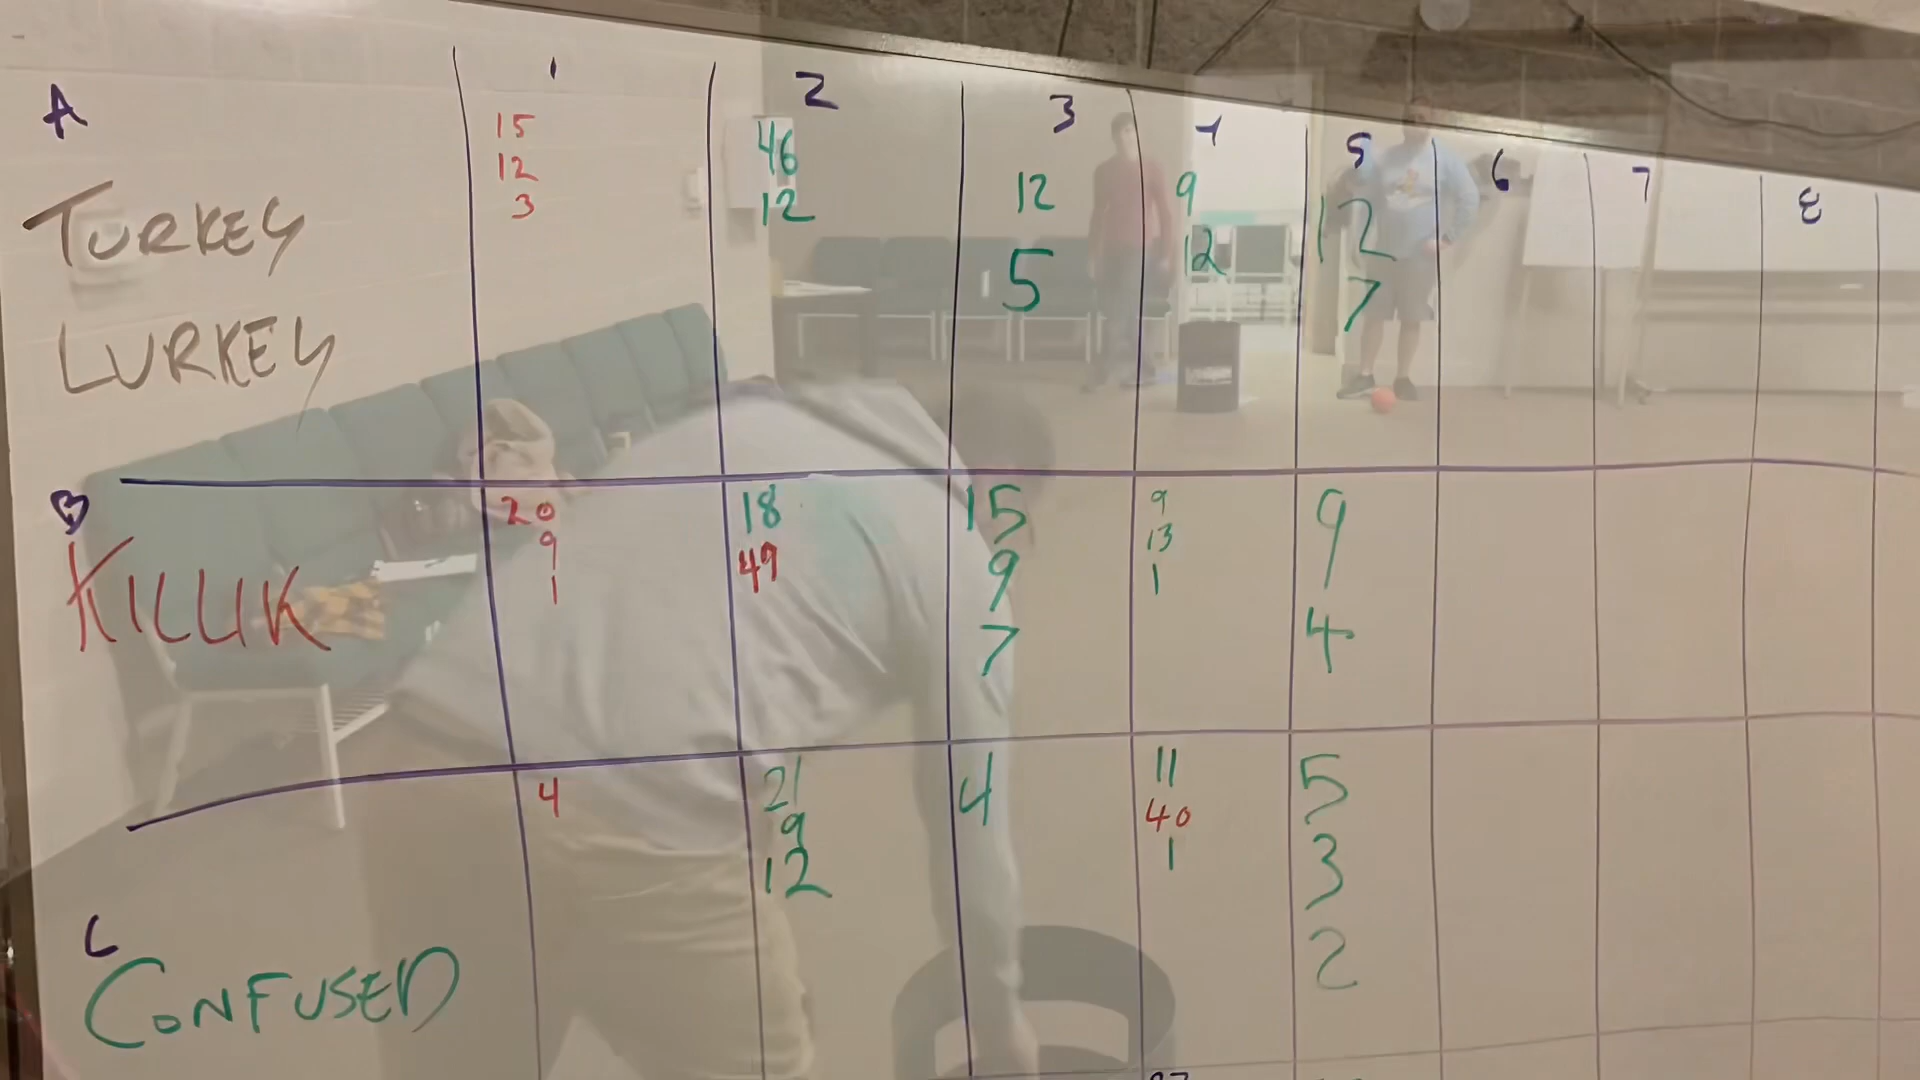 A 1 2 3 4 5 6 7 8
TURKEY
LURKEY
15 46 12 9 12
12 12 5 12 7
3
B
KILLIK
20 18 15 9 9
9 49 9 13 4
1 7 1
C
CONFUSED
4 21 4 11 5
9 40 3
12 1 2